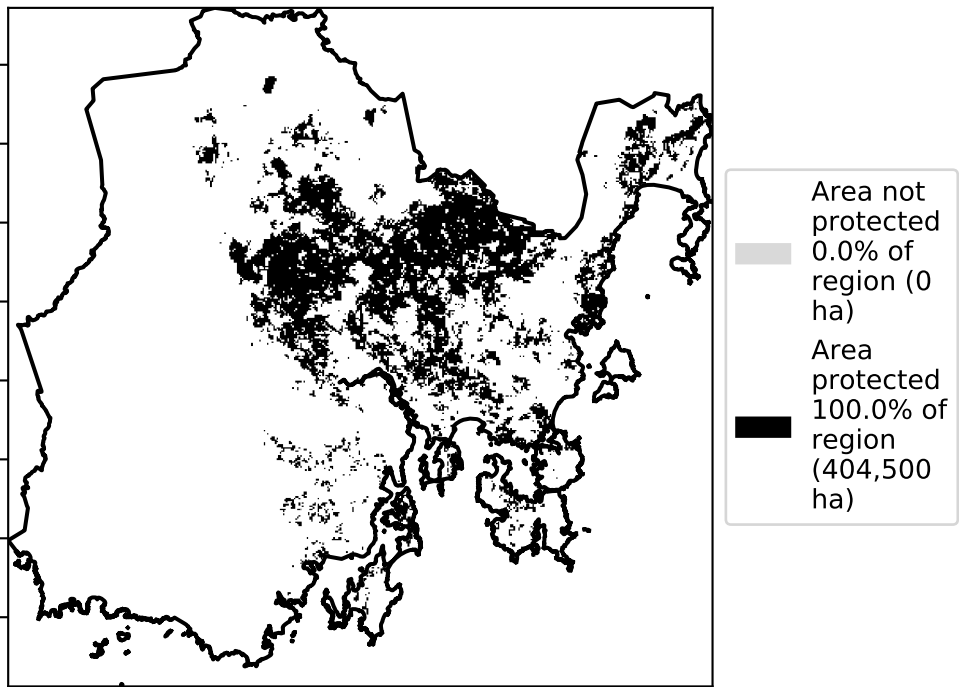 Area not
protected
0.0% of
region (0
ha)
Area
protected
100.0% of
region
(404,500
ha)